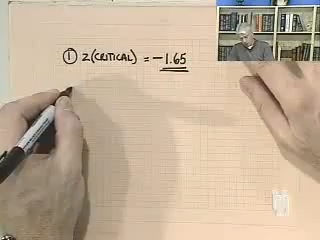 ① Z(CRITICAL) = -1.65